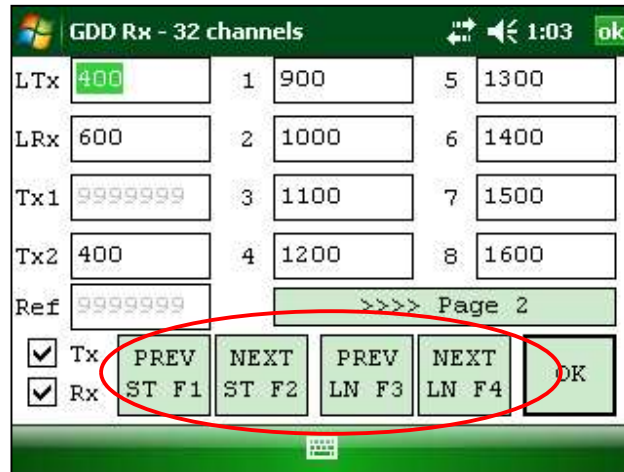 GDD Rx - 32 channels 1:03 ok
LTx 400 1 900 5 1300
LRx 600 2 1000 6 1400
Tx1 9999999 3 1100 7 1500
Tx2 400 4 1200 8 1600
Ref 9999999 >>>> Page 2
Tx PREV NEXT PREV NEXT OK
Rx ST F1 ST F2 LN F3 LN F4